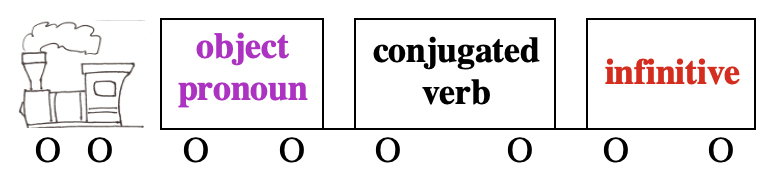 object
pronoun
conjugated
verb
infinitive
O O O O O O O O